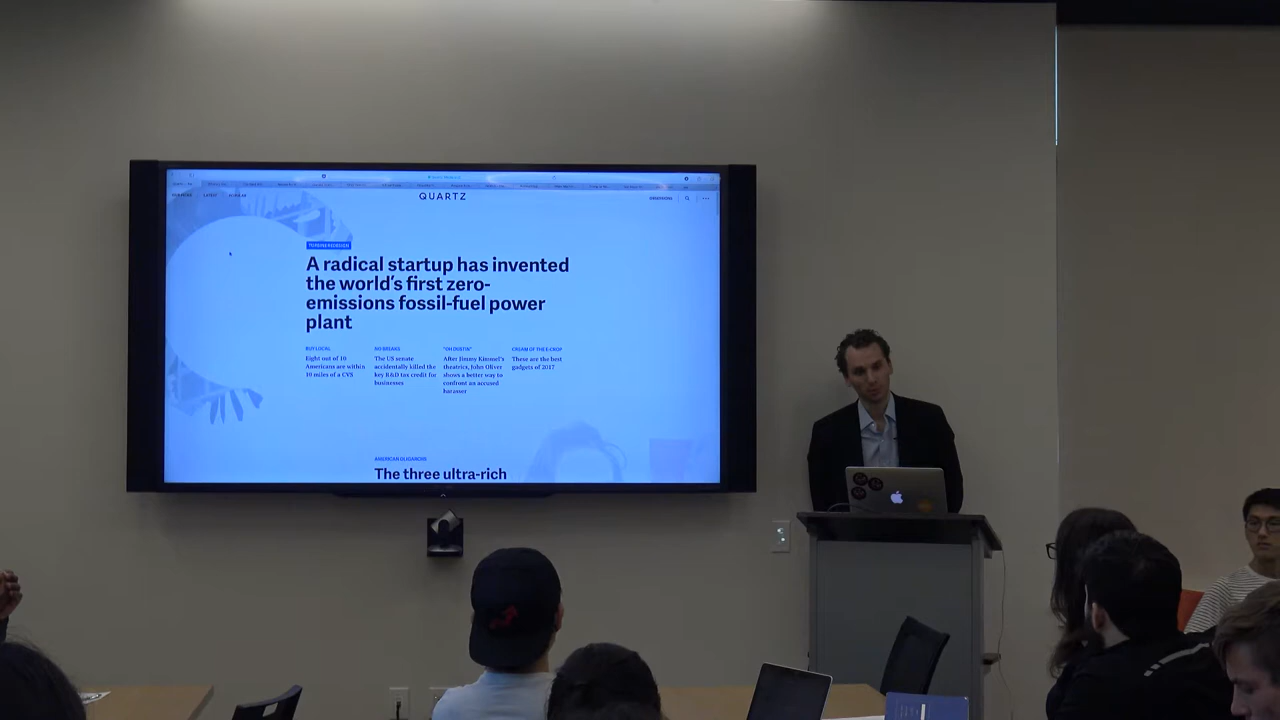 LATEST
POPULAR
QUARTZ
OBSESSIONS
A radical startup has invented
the world's first zero-
emissions fossil-fuel power
plant
BUY LOCAL
Eight out of 10
Americans are within
10 miles of a CVS
NO BREAKS
The US senate
accidentally killed the
key R&D tax credit for
businesses
"OH DUSTIN"
After Jimmy Kimmel's
theatrics, John Oliver
shows a better way to
confront an accused
harasser
CREAM OF THE E-CROP
These are the best
gadgets of 2017
AMERICAN OLIGARCHS
The three ultra-rich